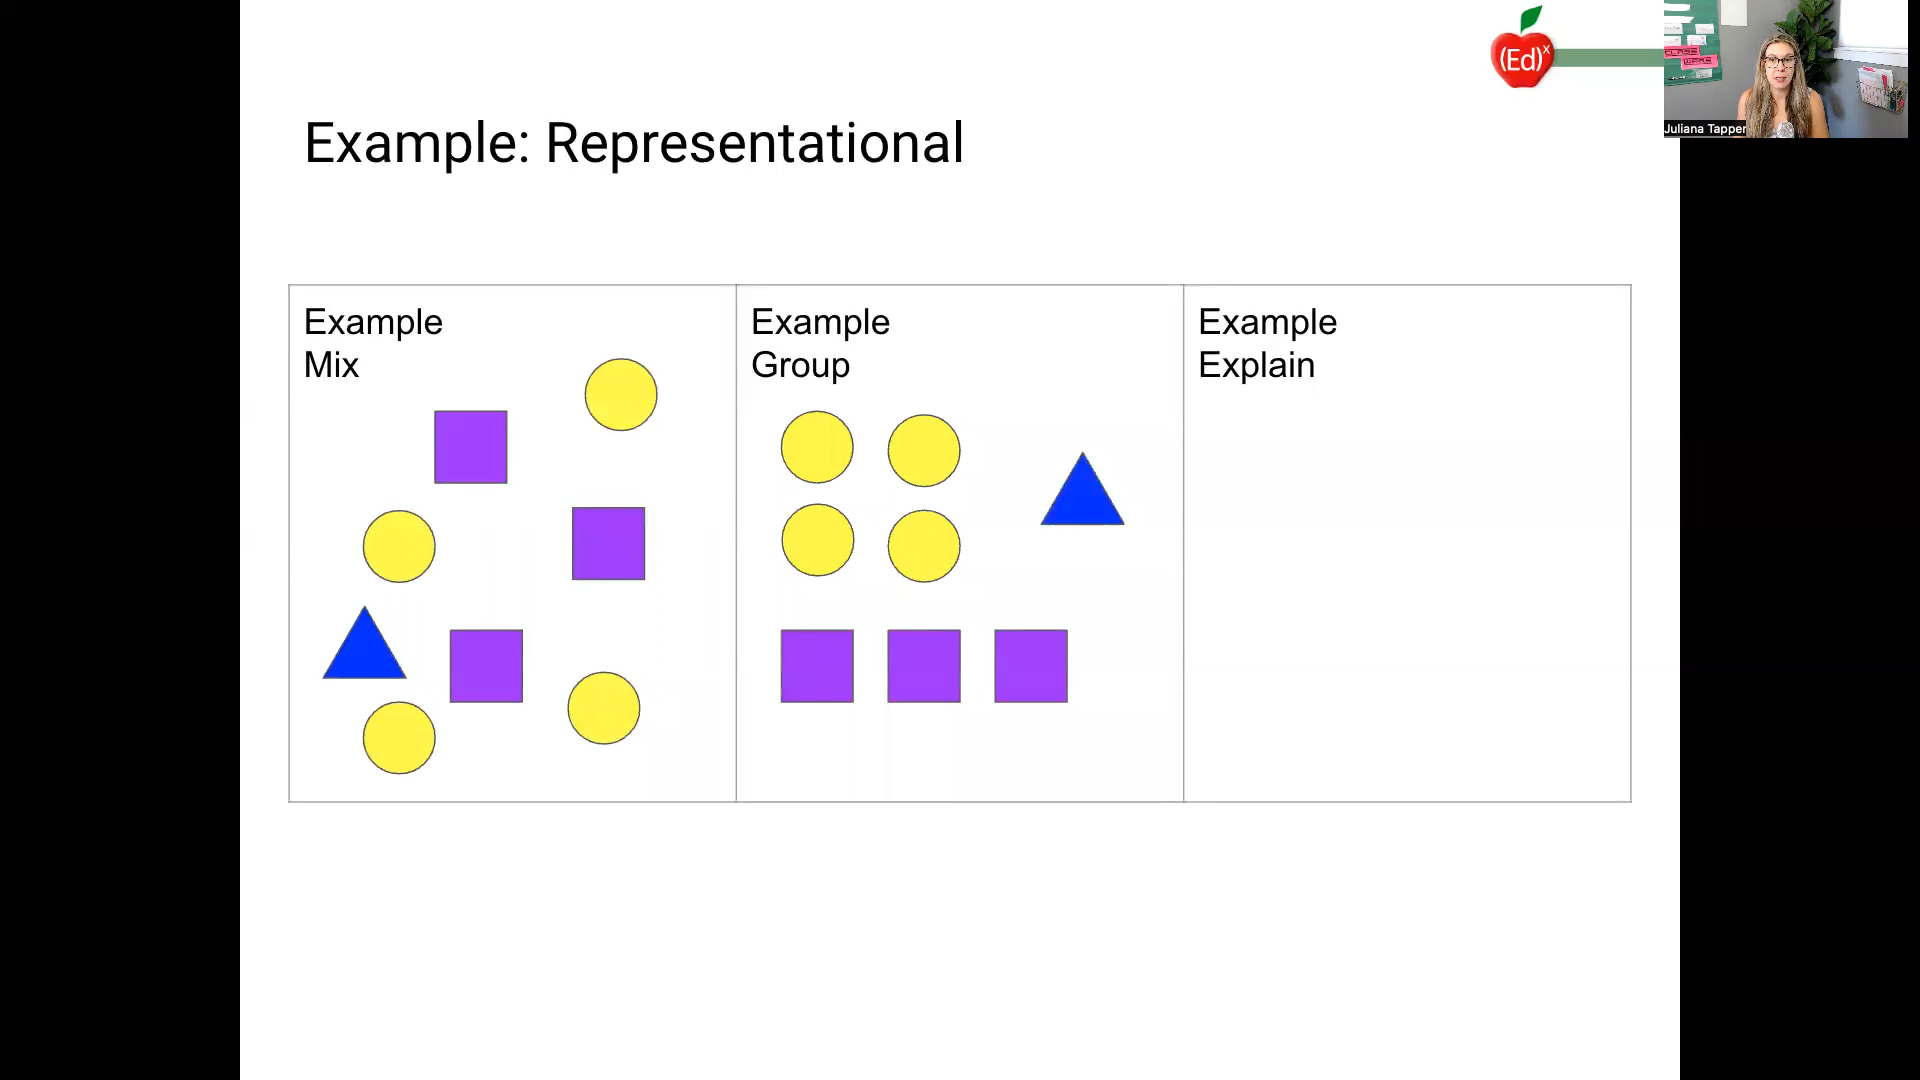 (Ed)x
Juliana Tapper
Example: Representational
Example
Mix
Example
Group
Example
Explain